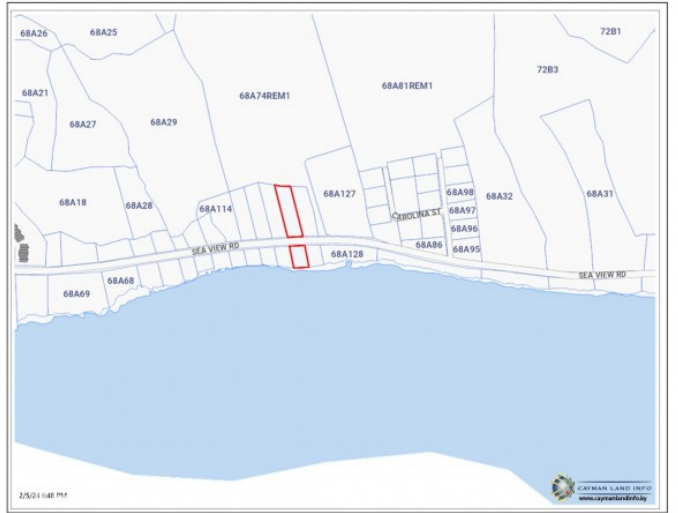 68A26
68A25
72B1
72B3
68A21
68A74REM1
68A81REM1
68A27
68A29
68A18
68A28
68A114
68A127
68A98
68A32
68A31
CAROLINA ST
68A97
68A96
68A86
68A95
SEA VIEW RD
68A128
SEA VIEW RD
68A69
68A68
CAYMAN LAND INFO
www.caymanlandinfo.ky
2/5/24
PM